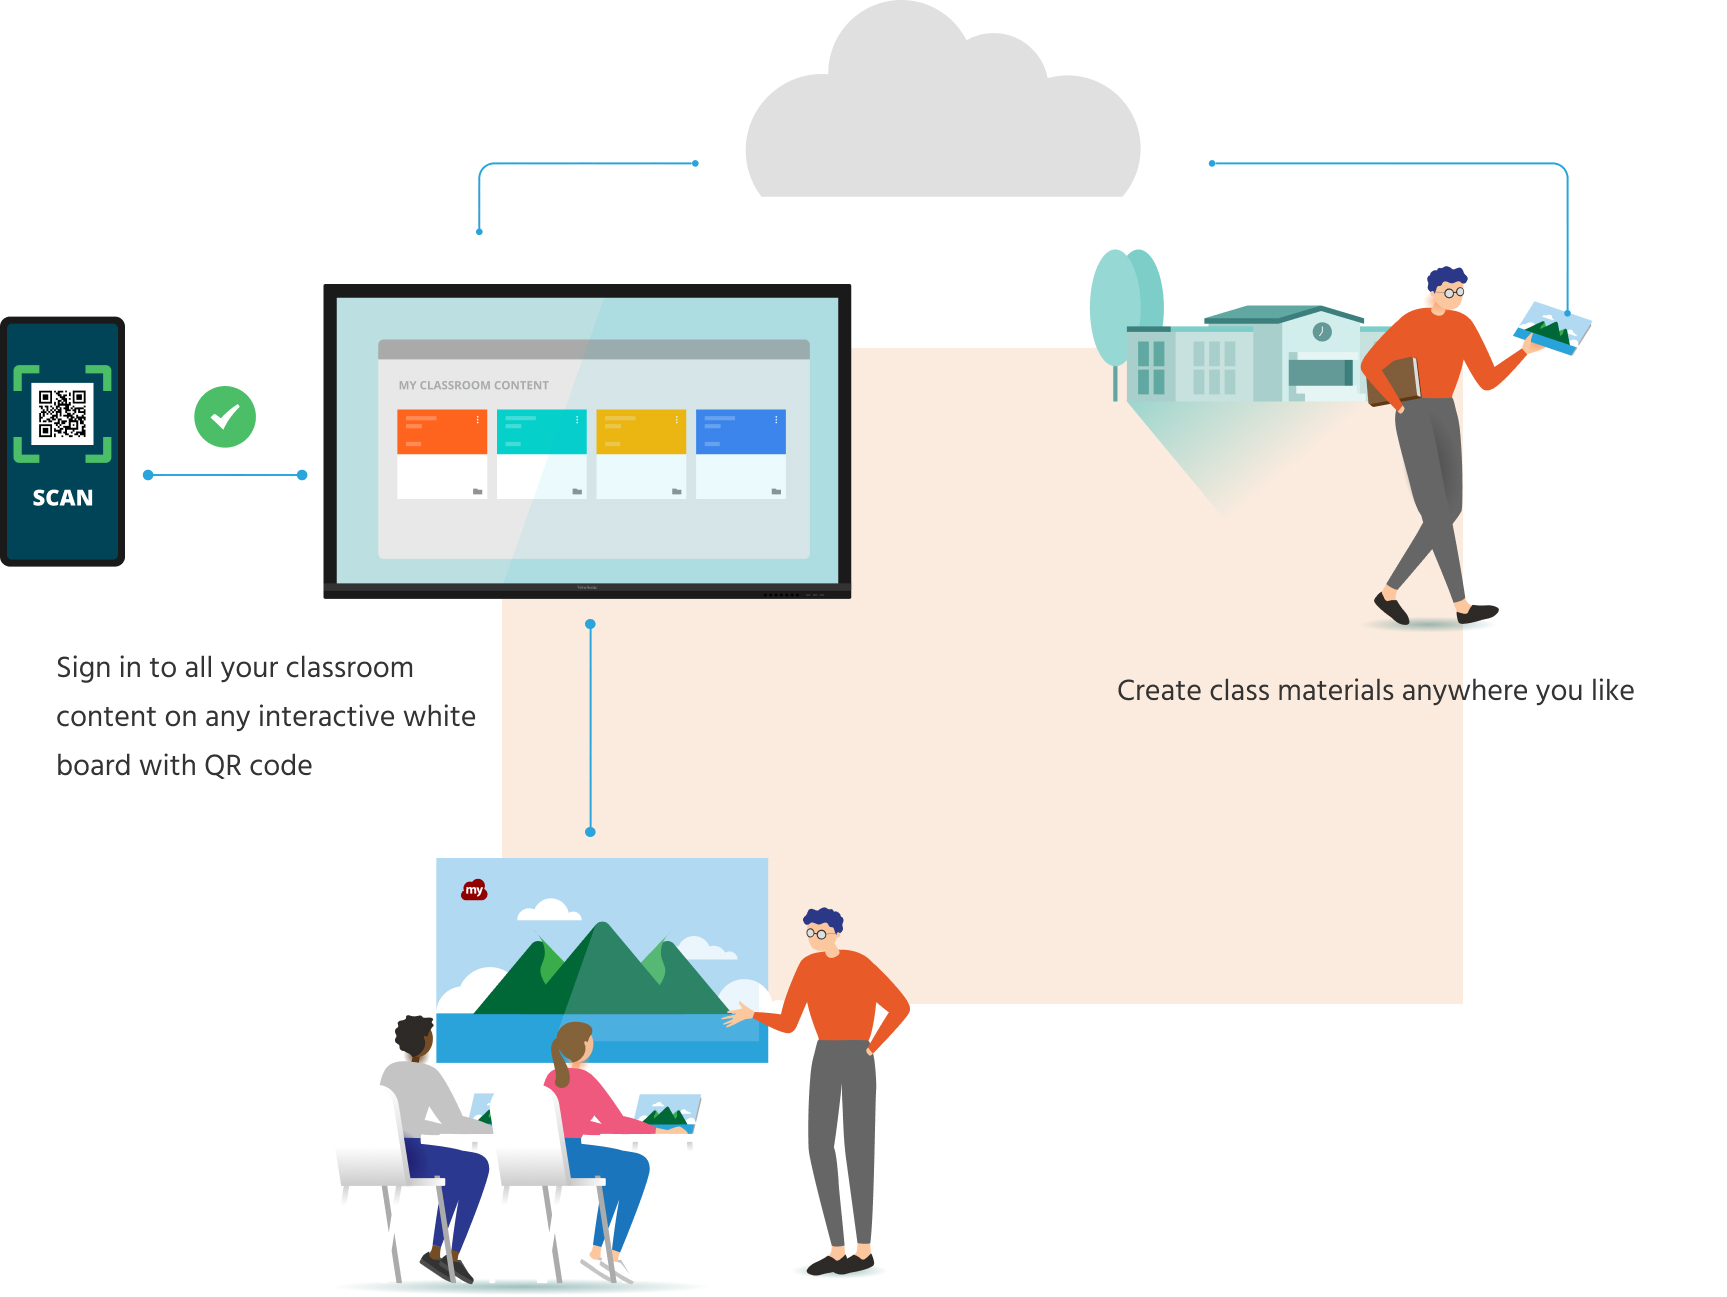 SCAN
MY CLASSROOM CONTENT
Sign in to all your classroom
content on any interactive white
board with QR code
Create class materials anywhere you like
my